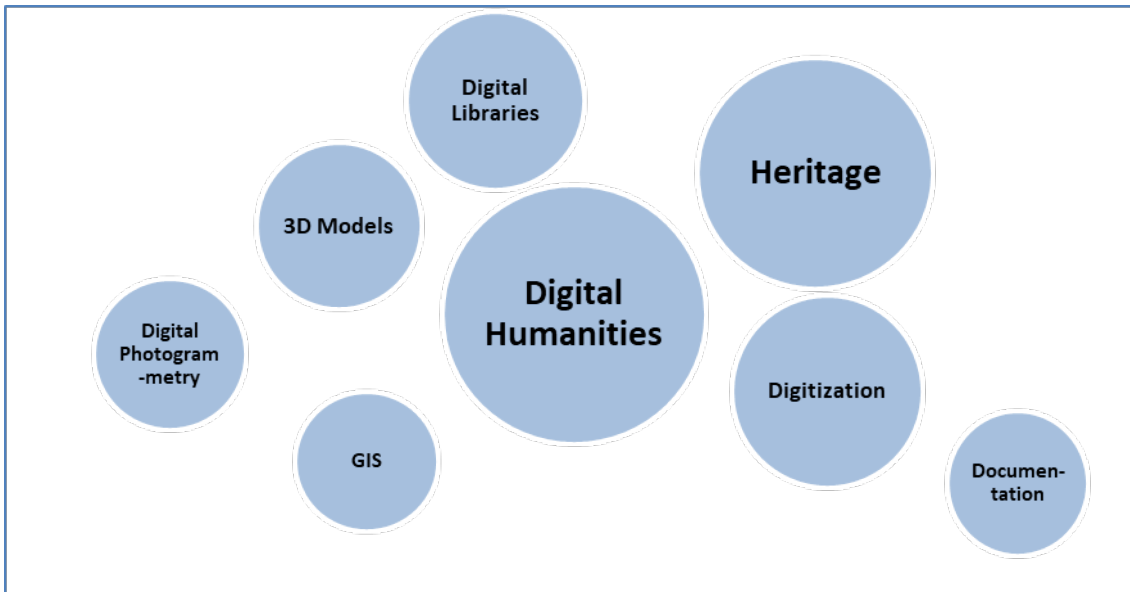 Digital
Libraries
Heritage
3D Models
Digital
Humanities
Digital
Photogram
-metry
Digitization
GIS
Documen-
tation